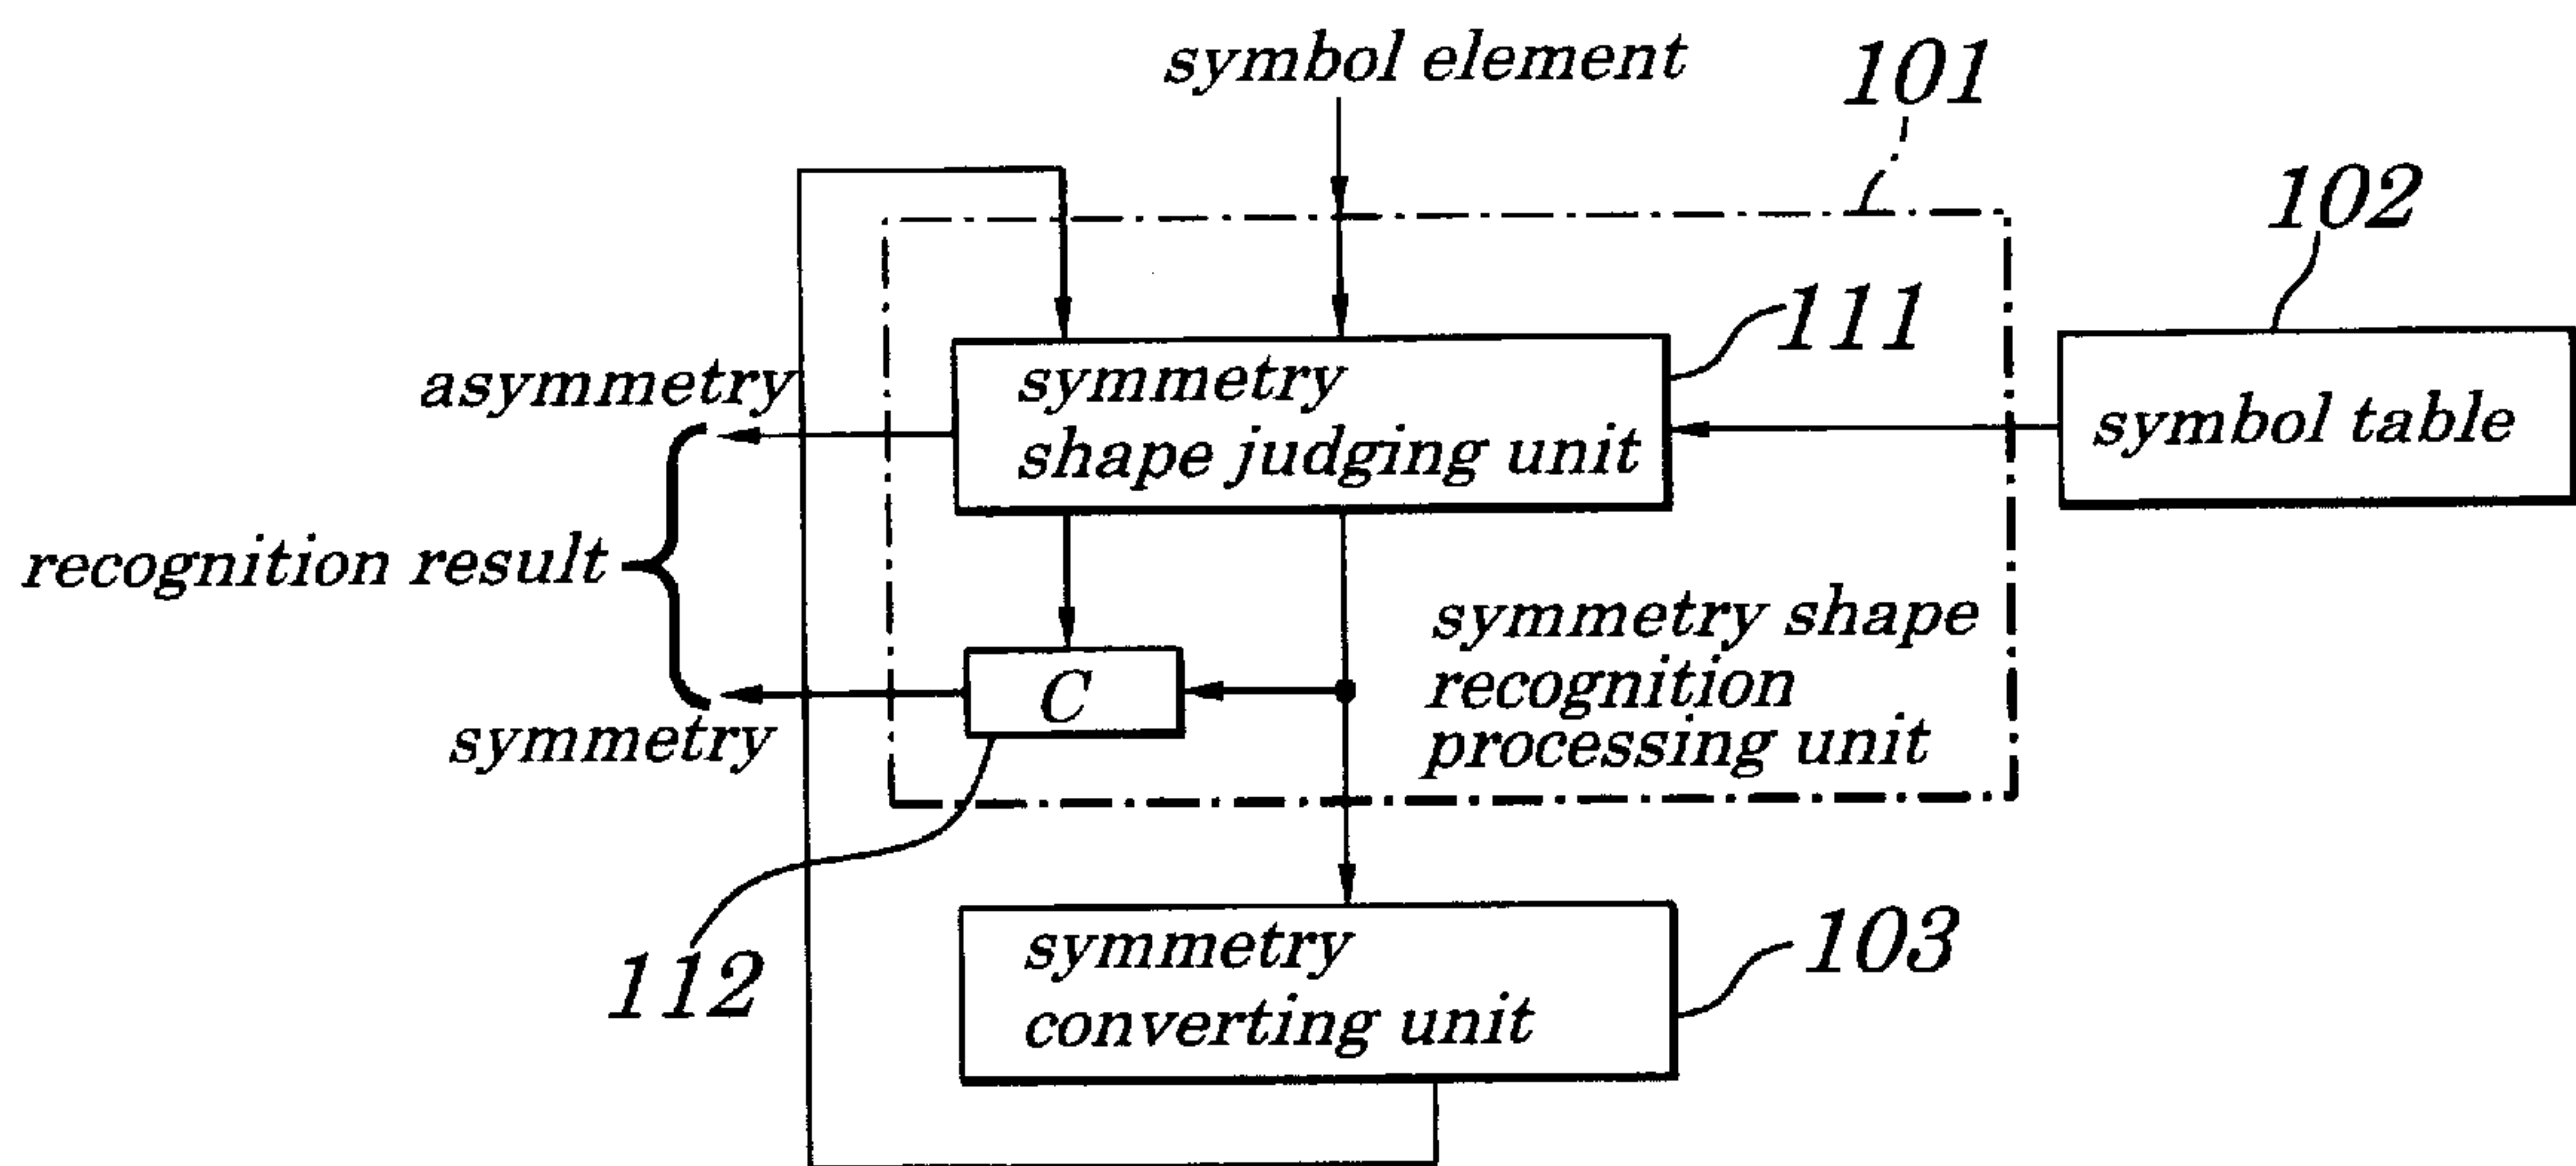 symbol element
101
102
111
symmetry
shape judging unit
asymmetry
symbol table
recognition result
symmetry shape
recognition
processing unit
C
symmetry
112
symmetry
converting unit
103